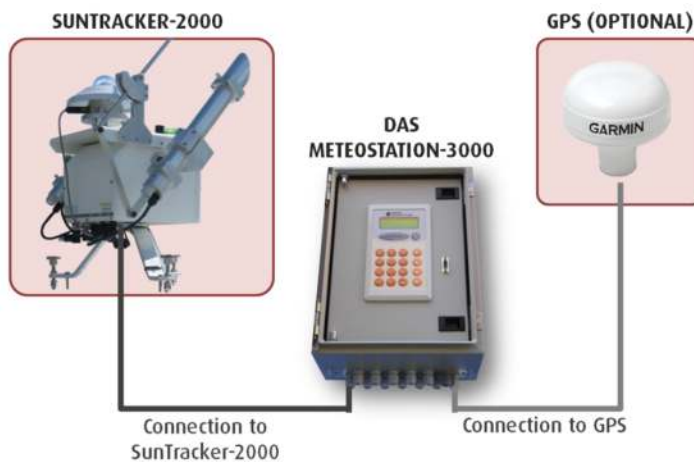 SUNTRACKER-2000
GPS (OPTIONAL)
DAS
METEOSTATION-3000
GARMIN
Connection to
SunTracker-2000
Connection to GPS